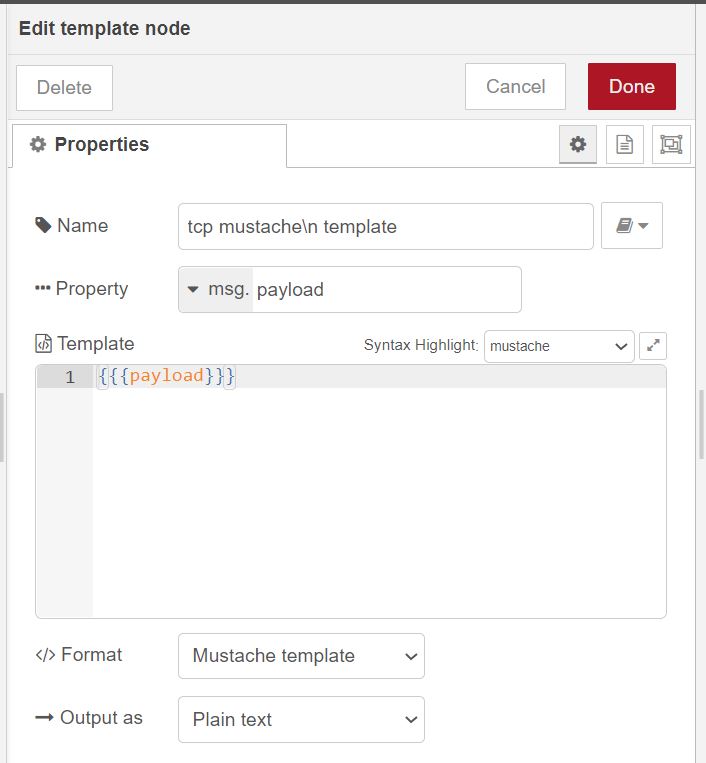 Edit template node
Delete
Cancel
Done
Properties
Name
tcp mustache\n template
Property
msg. payload
Template
Syntax Highlight: mustache
1 {{{payload}}}
Format
Mustache template
Output as
Plain text